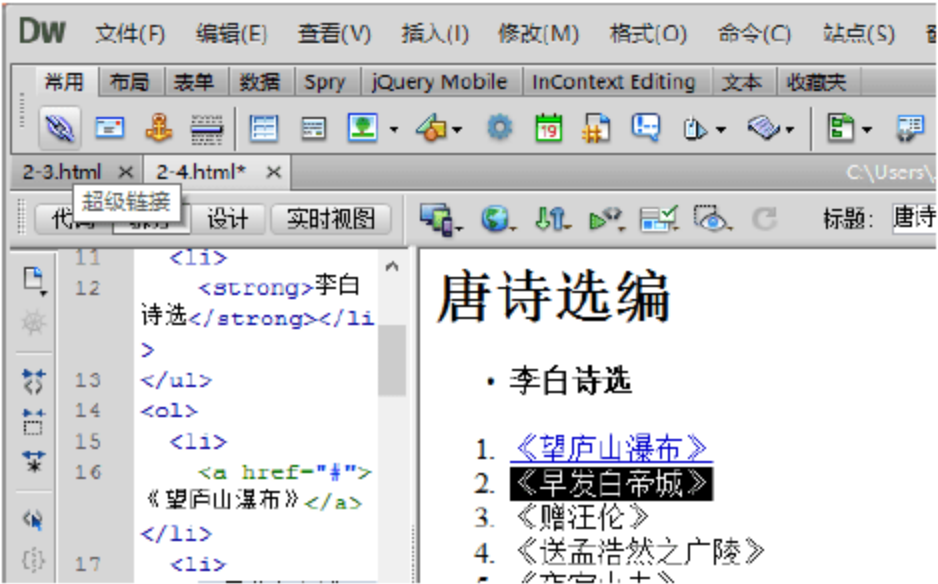 Dw 文件(F) 编辑(E) 查看(V) 插入(I) 修改(M) 格式(O) 命令(C) 站点(S)
常用 布局 表单 数据 Spry jQuery Mobile InContext Editing 文本 收藏夹
19
2-3.html × 2-4.html* × C:\Users\
超级链接
设计 实时视图 标题: 唐诗
11 <li>
12 <strong>李白
诗选</strong></li
>
13 </ul>
14 <ol>
15 <li>
16 <a href="#">
《望庐山瀑布》</a>
</li>
17 <li>
唐诗选编
• 李白诗选
1. 《望庐山瀑布》
2. 《早发白帝城》
3. 《赠汪伦》
4. 《送孟浩然之广陵》